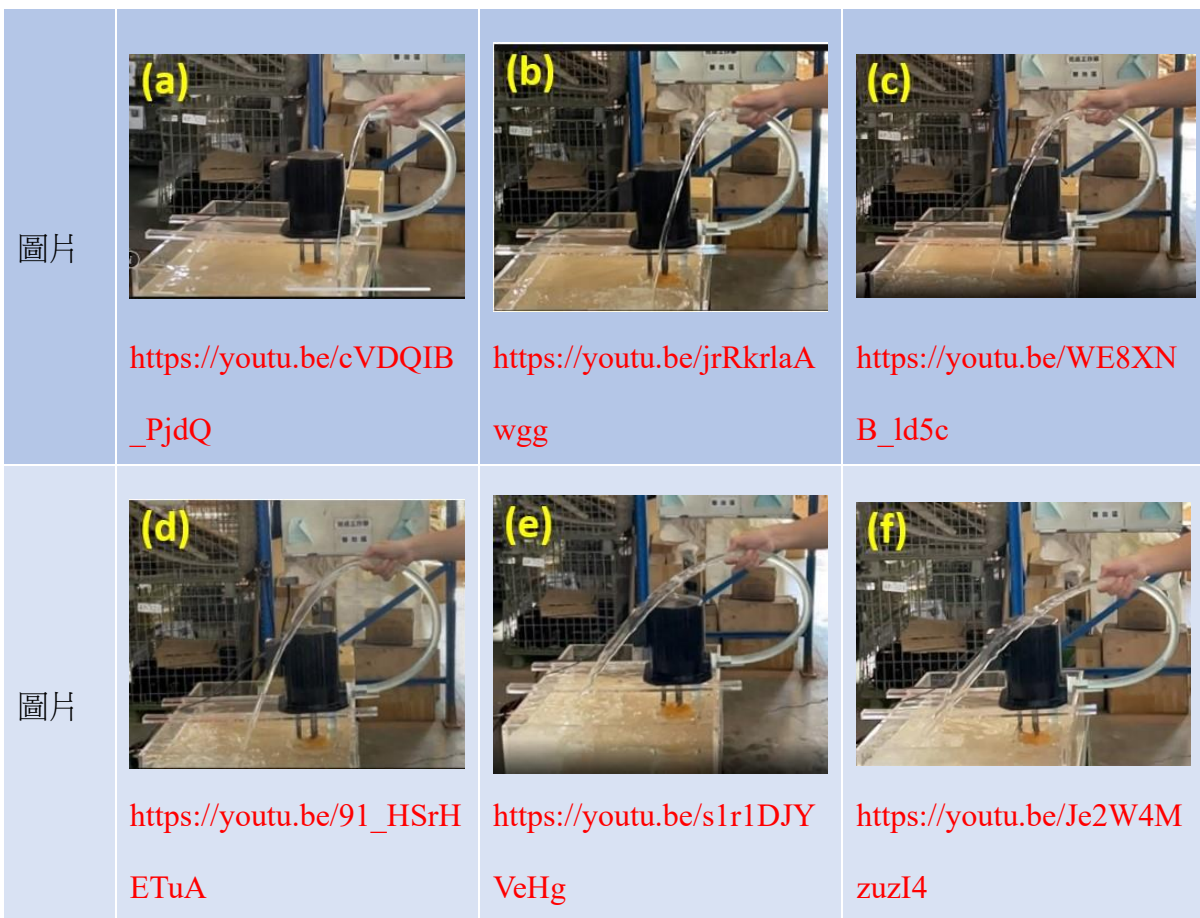 圖片
(a)
(b)
(c)
https://youtu.be/cVDQIB
_PjdQ
https://youtu.be/jrRkrlaA
wgg
https://youtu.be/WE8XN
B_ld5c
圖片
(d)
(e)
(f)
https://youtu.be/91_HSrH
ETuA
https://youtu.be/s1r1DJY
VeHg
https://youtu.be/Je2W4M
zuzI4